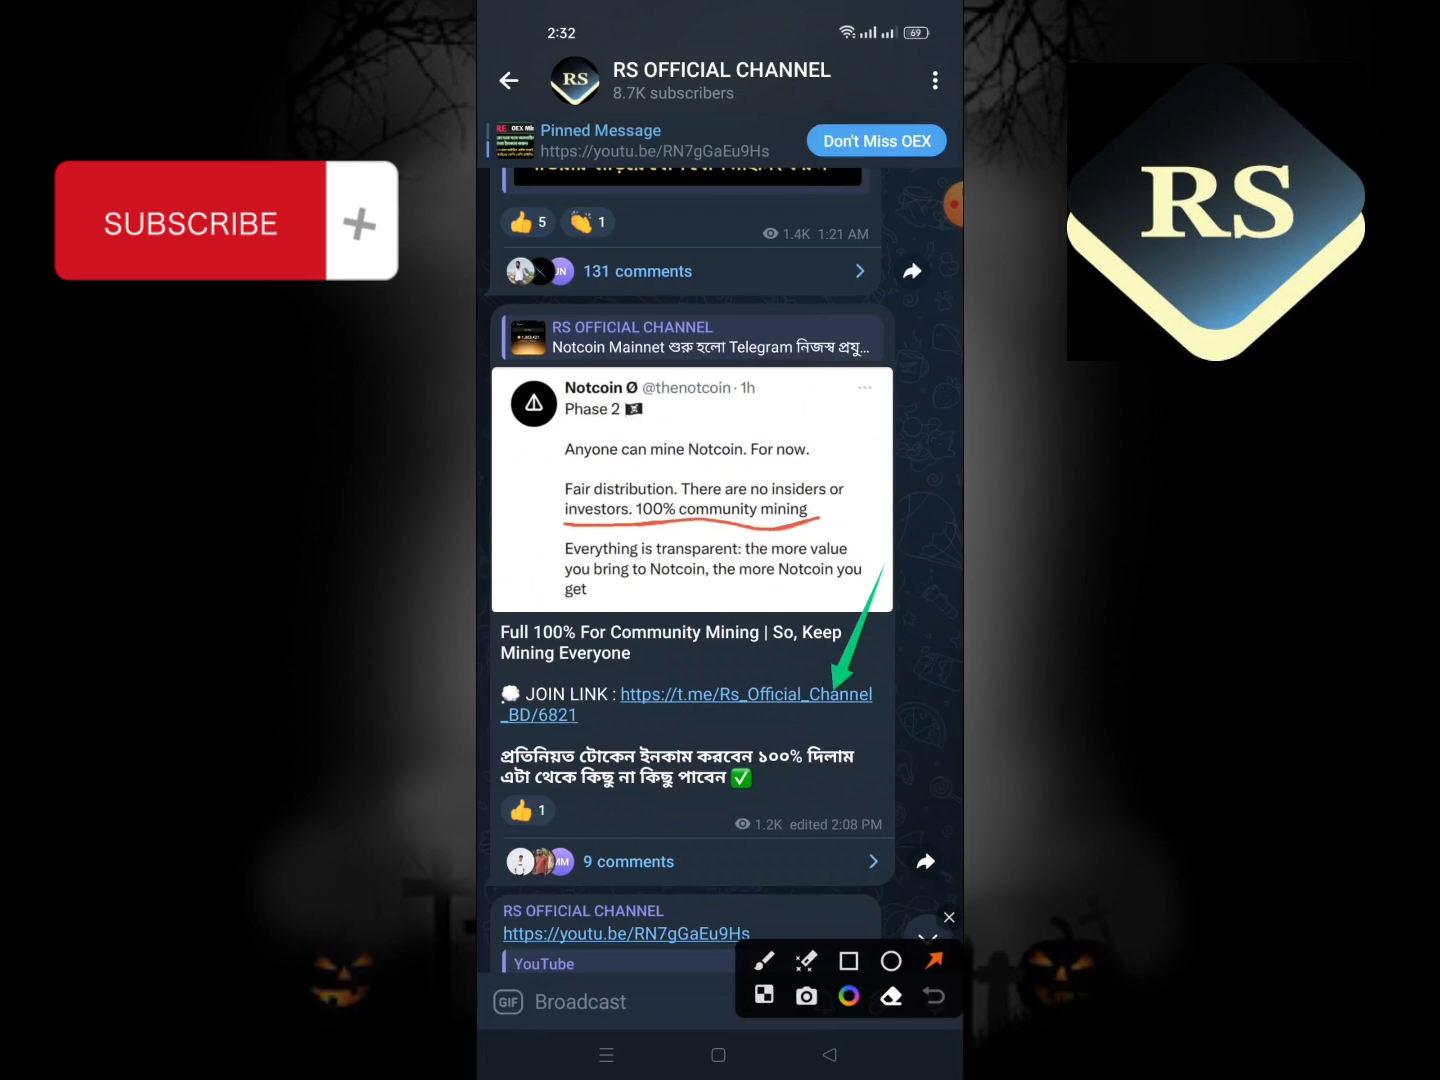 2:32
69
RS OFFICIAL CHANNEL
8.7K subscribers
RS
Pinned Message
https://youtu.be/RN7gGaEu9Hs
Don't Miss OEX
SUBSCRIBE
RS
5
1
1.4K 1:21 AM
131 comments
RS OFFICIAL CHANNEL
Notcoin Mainnet শুরু হলো Telegram নিজস্ব প্রযু...
Notcoin Ø @thenotcoin · 1h
Phase 2
Anyone can mine Notcoin. For now.
Fair distribution. There are no insiders or
investors. 100% community mining
Everything is transparent: the more value
you bring to Notcoin, the more Notcoin you
get
Full 100% For Community Mining | So, Keep
Mining Everyone
JOIN LINK : https://t.me/Rs_Official_Channel
_BD/6821
প্রতিনিয়ত টোকেন ইনকাম করবেন ১০০% দিলাম
এটা থেকে কিছু না কিছু পাবেন
1
1.2K edited 2:08 PM
9 comments
RS OFFICIAL CHANNEL
https://youtu.be/RN7gGaEu9Hs
YouTube
GIF Broadcast